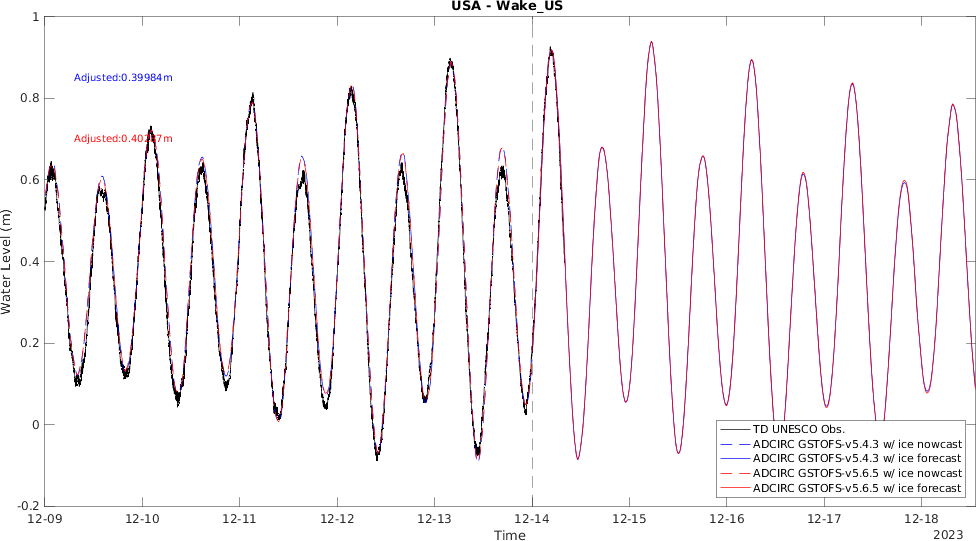 USA - Wake_US
1
0.8
0.6
0.4
0.2
0
-0.2
Water Level (m)
Adjusted:0.39984m
TD UNESCO Obs.
ADCIRC GSTOFS-v5.4.3 w/ ice nowcast
ADCIRC GSTOFS-v5.4.3 w/ ice forecast
ADCIRC GSTOFS-v5.6.5 w/ ice nowcast
ADCIRC GSTOFS-v5.6.5 w/ ice forecast
12-09 12-10 12-11 12-12 12-13 12-14 12-15 12-16 12-17 12-18
Time
2023